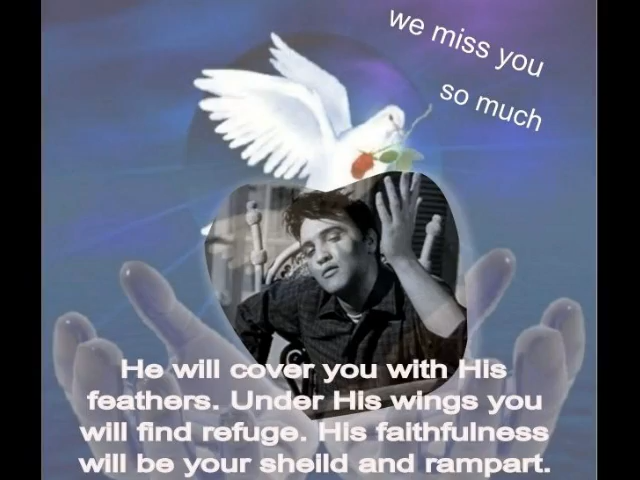 we miss you
so much
He will cover you with His
feathers. Under His wings you
will find refuge. His faithfulness
will be your sheild and rampart.